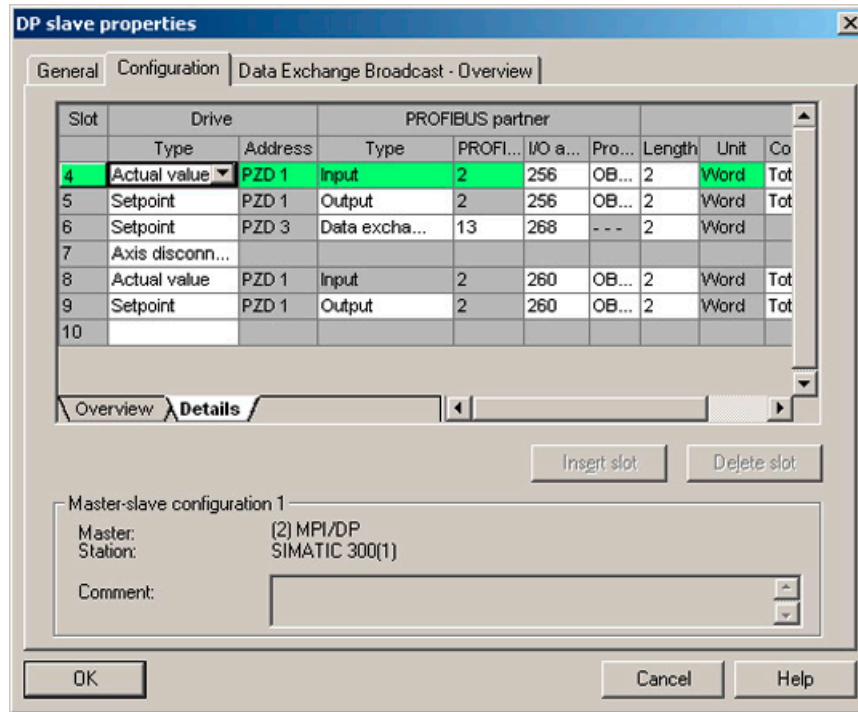 DP slave properties
General Configuration Data Exchange Broadcast - Overview
Slot Drive PROFIBUS partner
Type Address Type PROFI... I/O a... Pro... Length Unit Co
4 Actual value PZD 1 Input 2 256 OB... 2 Word Tot
5 Setpoint PZD 1 Output 2 256 OB... 2 Word Tot
6 Setpoint PZD 3 Data excha... 13 268 - - - 2 Word
7 Axis disconn...
8 Actual value PZD 1 Input 2 260 OB... 2 Word Tot
9 Setpoint PZD 1 Output 2 260 OB... 2 Word Tot
10
Overview Details
Insert slot Delete slot
Master-slave configuration 1
Master: (2) MPI/DP
Station: SIMATIC 300(1)
Comment:
OK Cancel Help